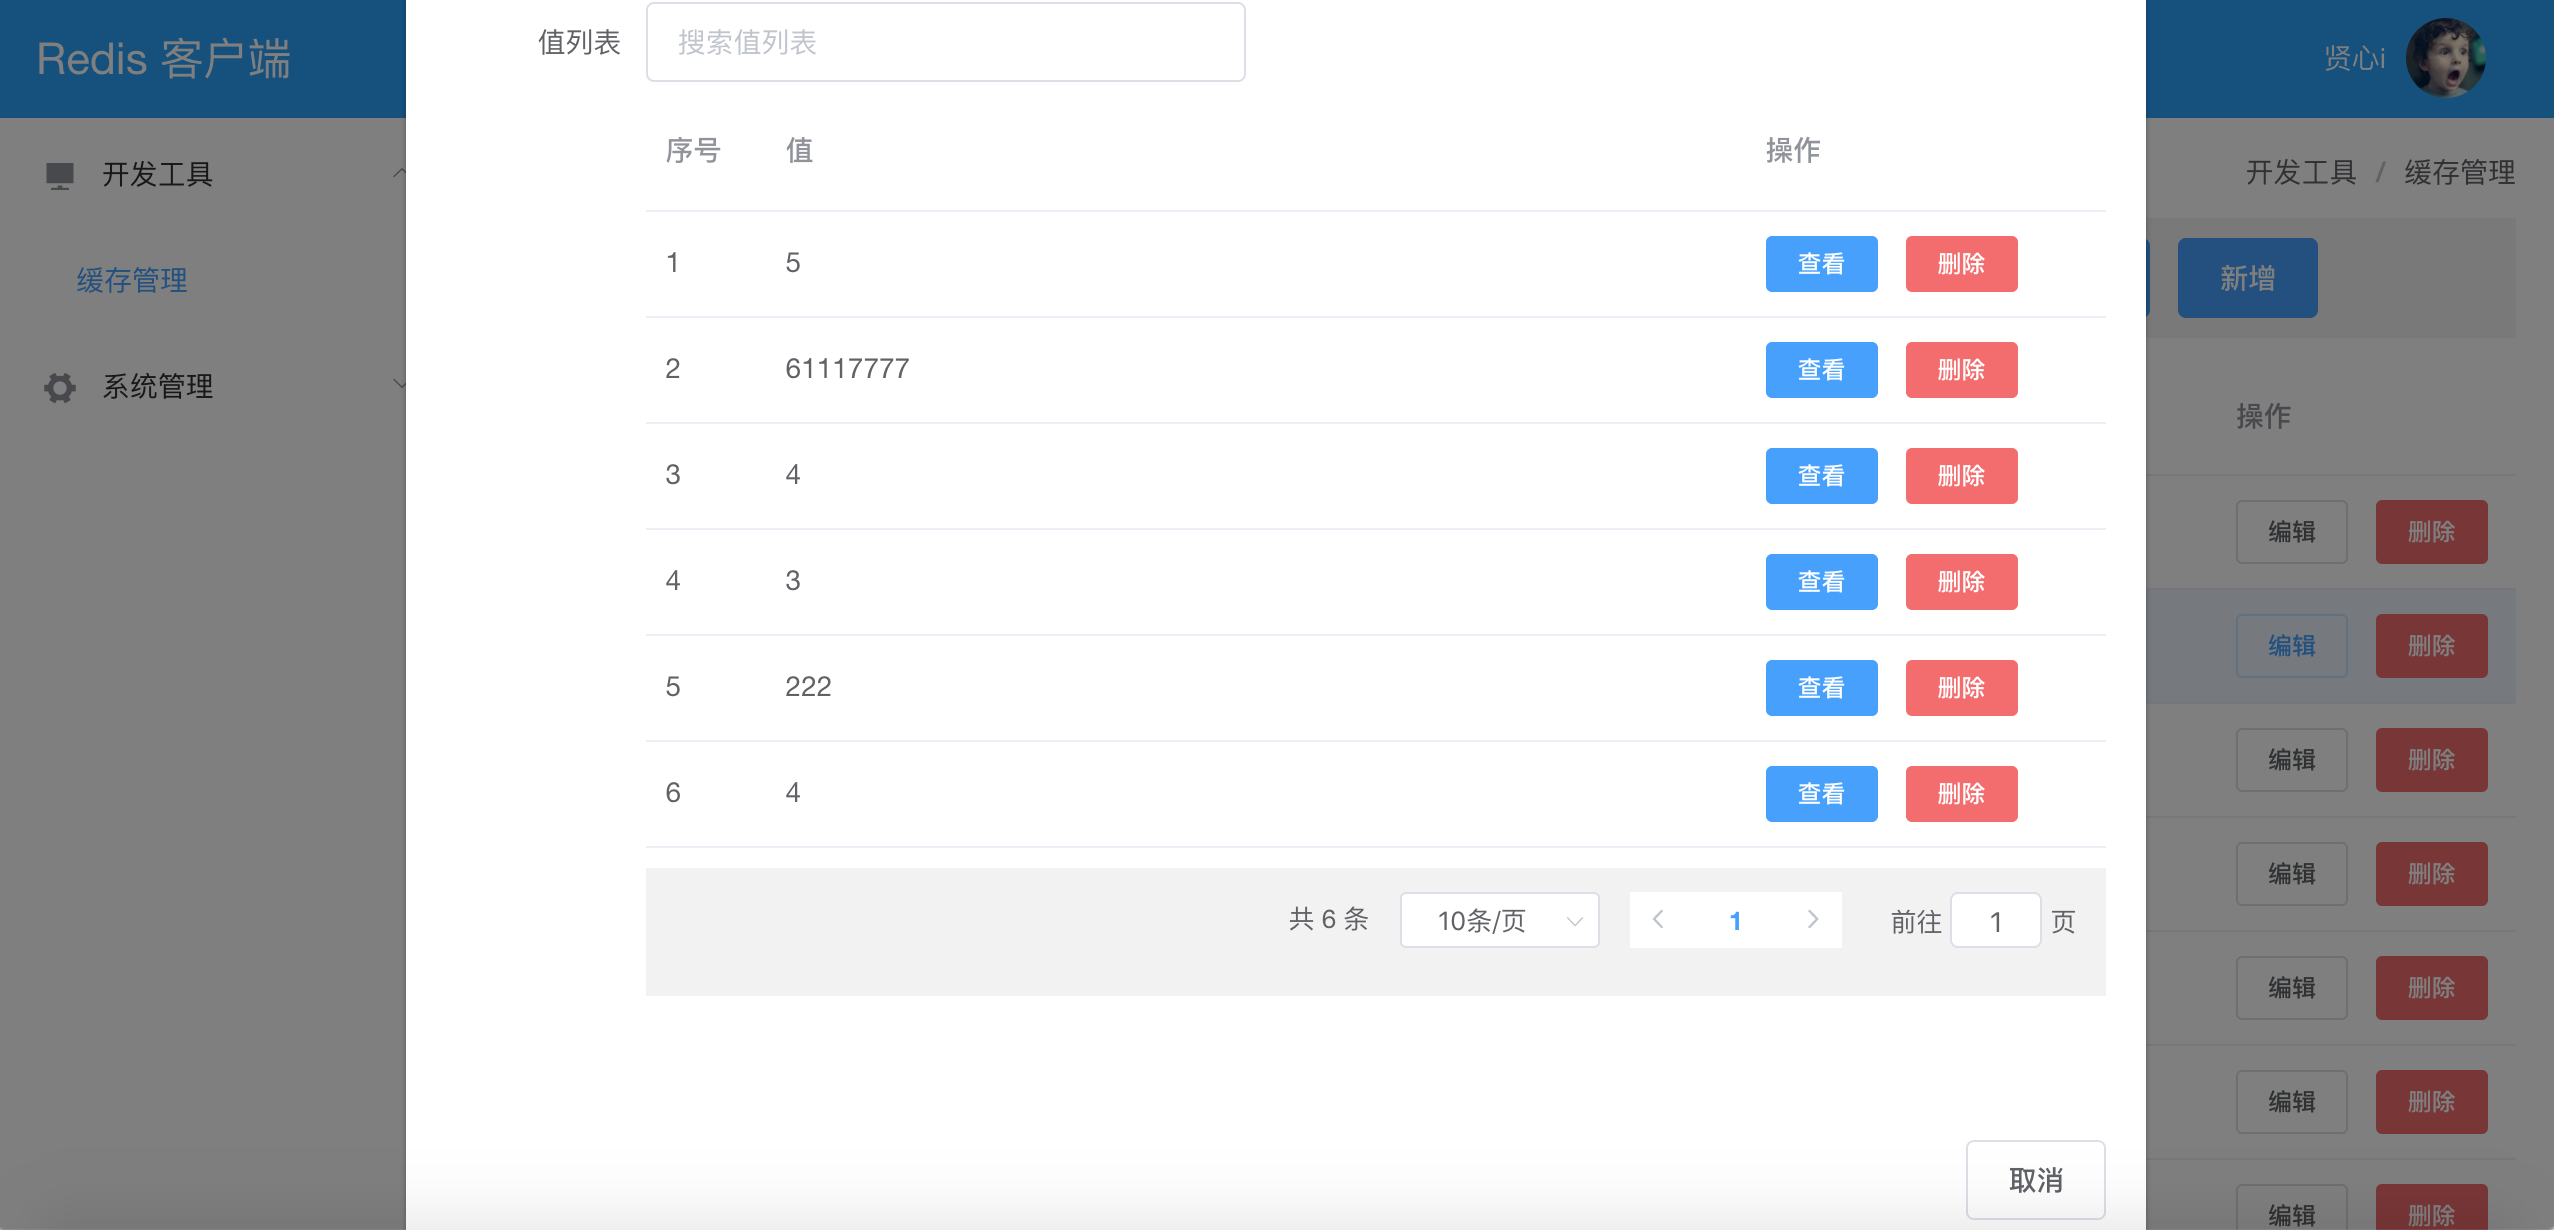 Redis 客户端
贤心i
开发工具
缓存管理
系统管理
开发工具 / 缓存管理
新增
操作
编辑 删除
编辑 删除
编辑 删除
编辑 删除
编辑 删除
编辑 删除
编辑 删除
值列表 搜索值列表
序号 值 操作
1 5 查看 删除
2 61117777 查看 删除
3 4 查看 删除
4 3 查看 删除
5 222 查看 删除
6 4 查看 删除
共 6 条 10条/页 1 前往 1 页
取消